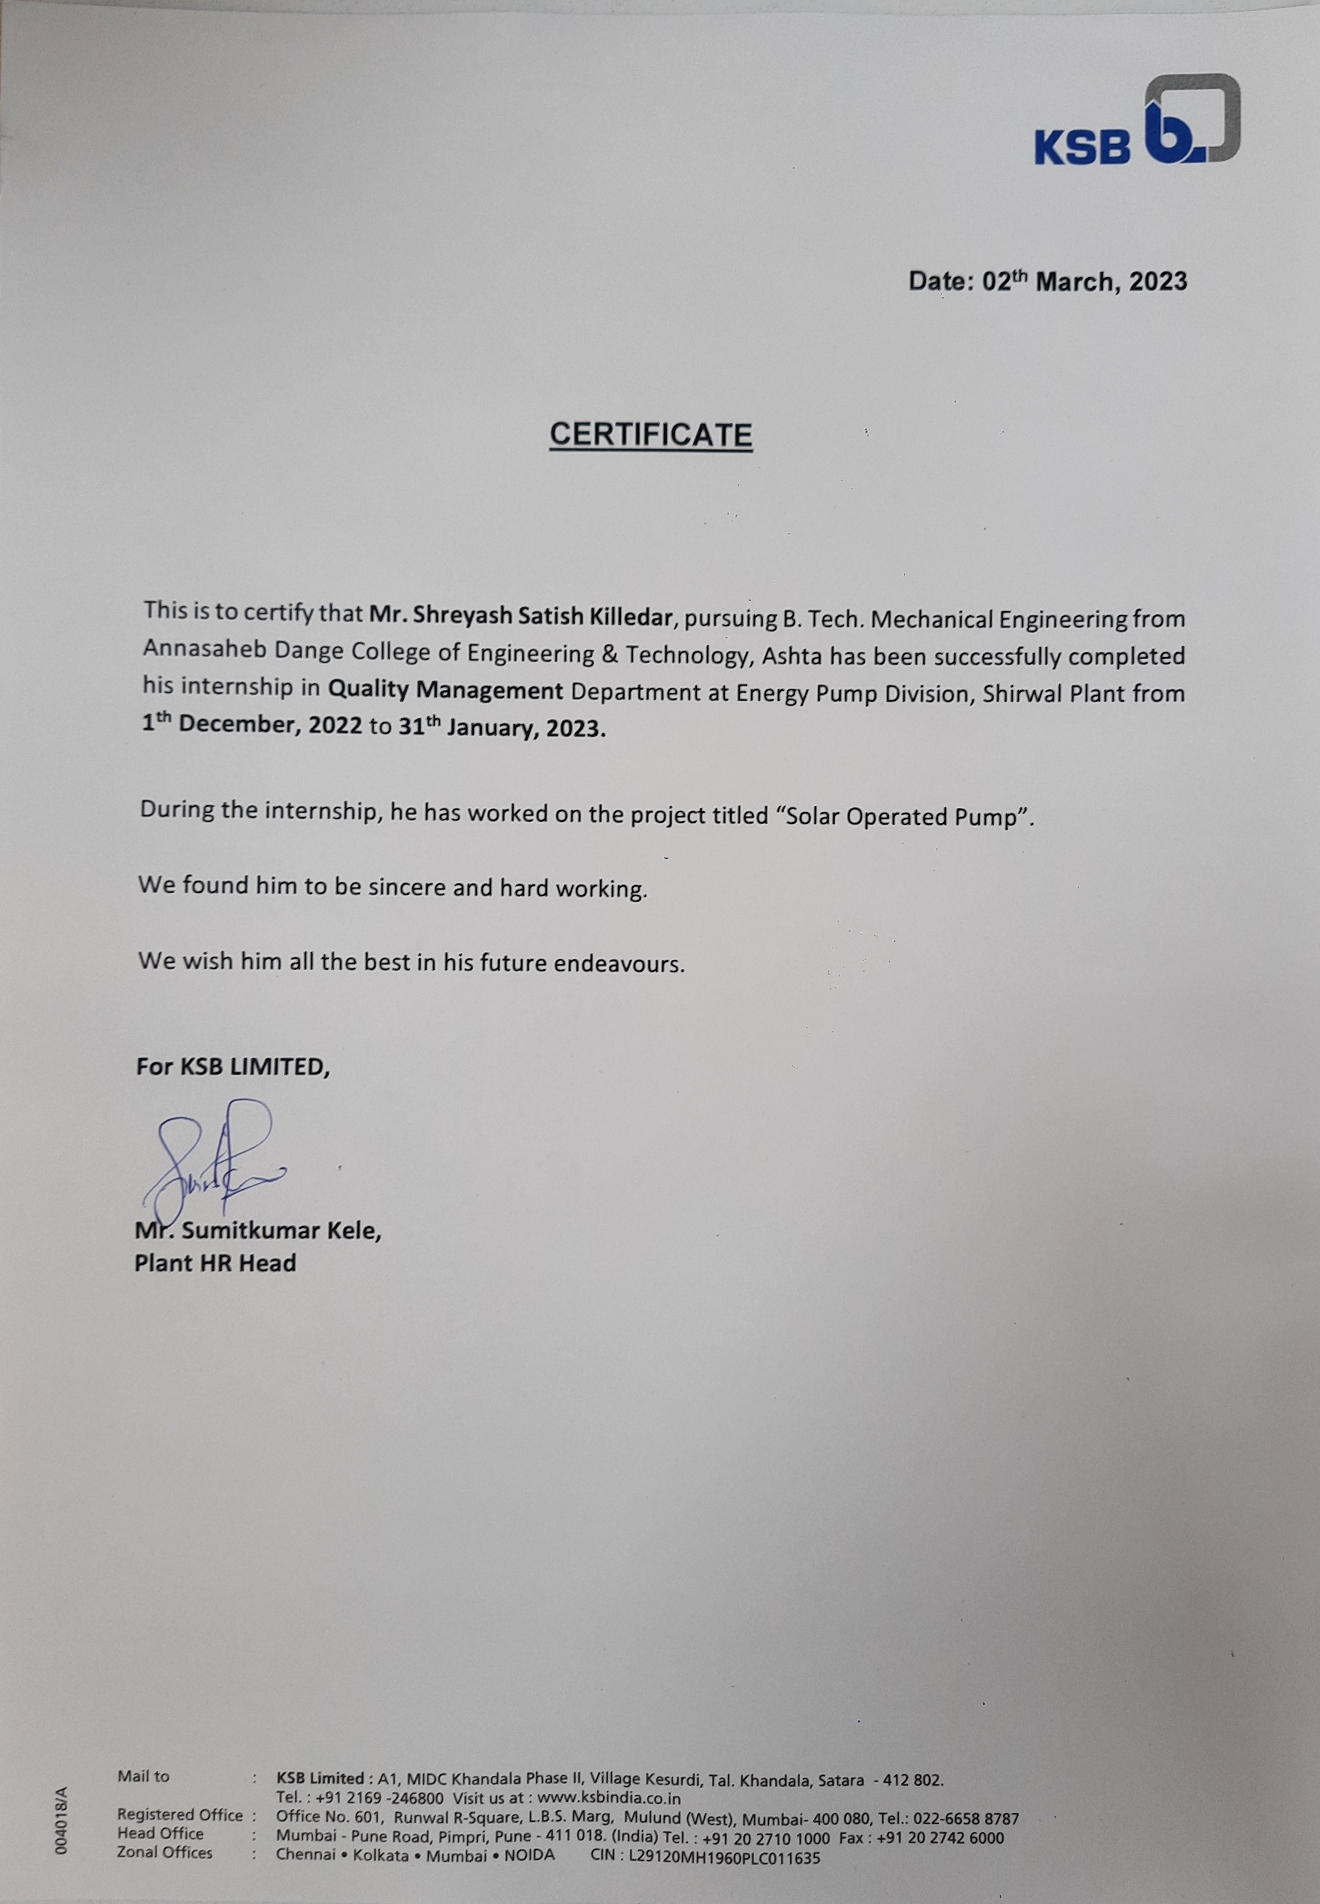 KSB
Date: 02th March, 2023
CERTIFICATE
This is to certify that Mr. Shreyash Satish Killedar, pursuing B. Tech. Mechanical Engineering from
Annasaheb Dange College of Engineering & Technology, Ashta has been successfully completed
his internship in Quality Management Department at Energy Pump Division, Shirwal Plant from
1th December, 2022 to 31th January, 2023.
During the internship, he has worked on the project titled “Solar Operated Pump”.
We found him to be sincere and hard working.
We wish him all the best in his future endeavours.
For KSB LIMITED,
Mr. Sumitkumar Kele,
Plant HR Head
Mail to : KSB Limited : A1, MIDC Khandala Phase II, Village Kesurdi, Tal. Khandala, Satara - 412 802.
Tel. : +91 2169 -246800 Visit us at : www.ksbindia.co.in
Registered Office : Office No. 601, Runwal R-Square, L.B.S. Marg, Mulund (West), Mumbai- 400 080, Tel.: 022-6658 8787
Head Office : Mumbai - Pune Road, Pimpri, Pune - 411 018. (India) Tel. : +91 20 2710 1000 Fax : +91 20 2742 6000
Zonal Offices : Chennai • Kolkata • Mumbai • NOIDA CIN : L29120MH1960PLC011635
004018/A